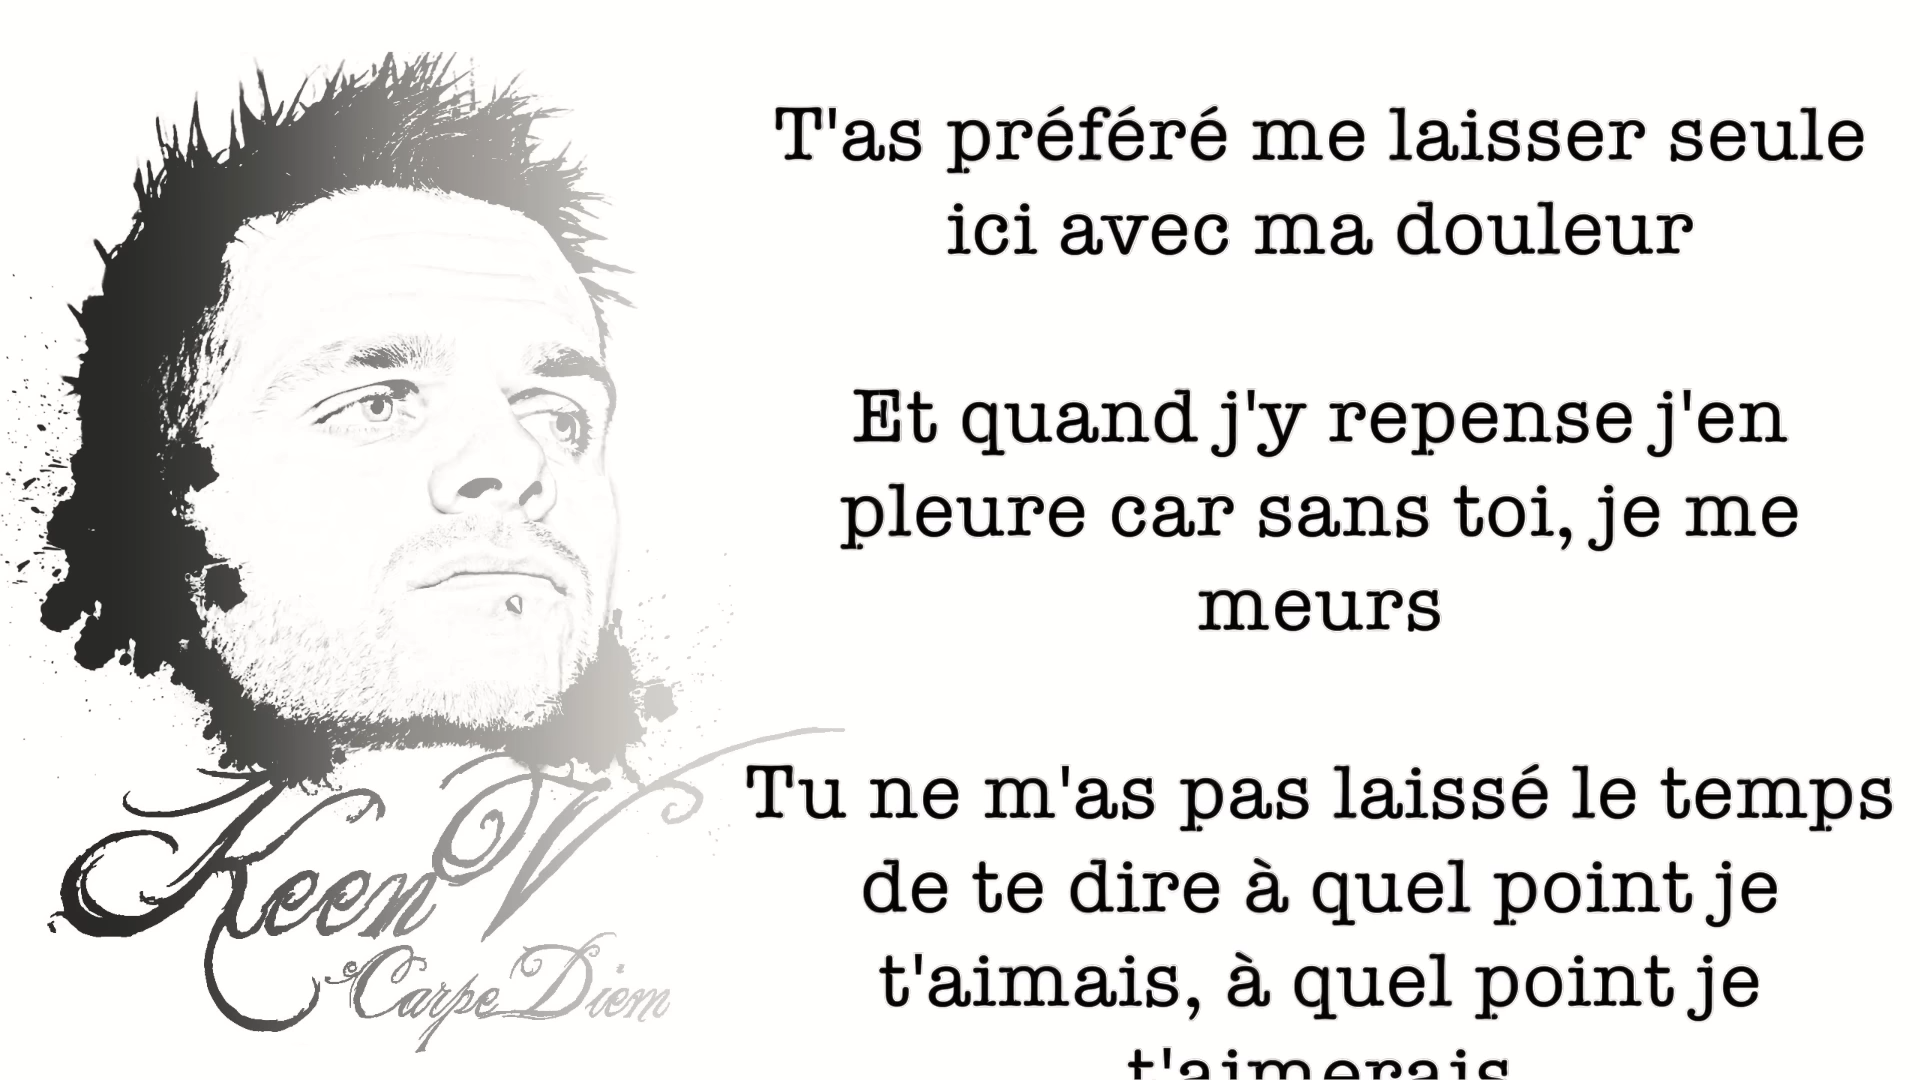 T'as préféré me laisser seule
ici avec ma douleur
Et quand j'y repense j'en
pleure car sans toi, je me
meurs
Tu ne m'as pas laissé le temps
de te dire à quel point je
t'aimais, à quel point je
t'aimerais
Keen V
Carpe Diem